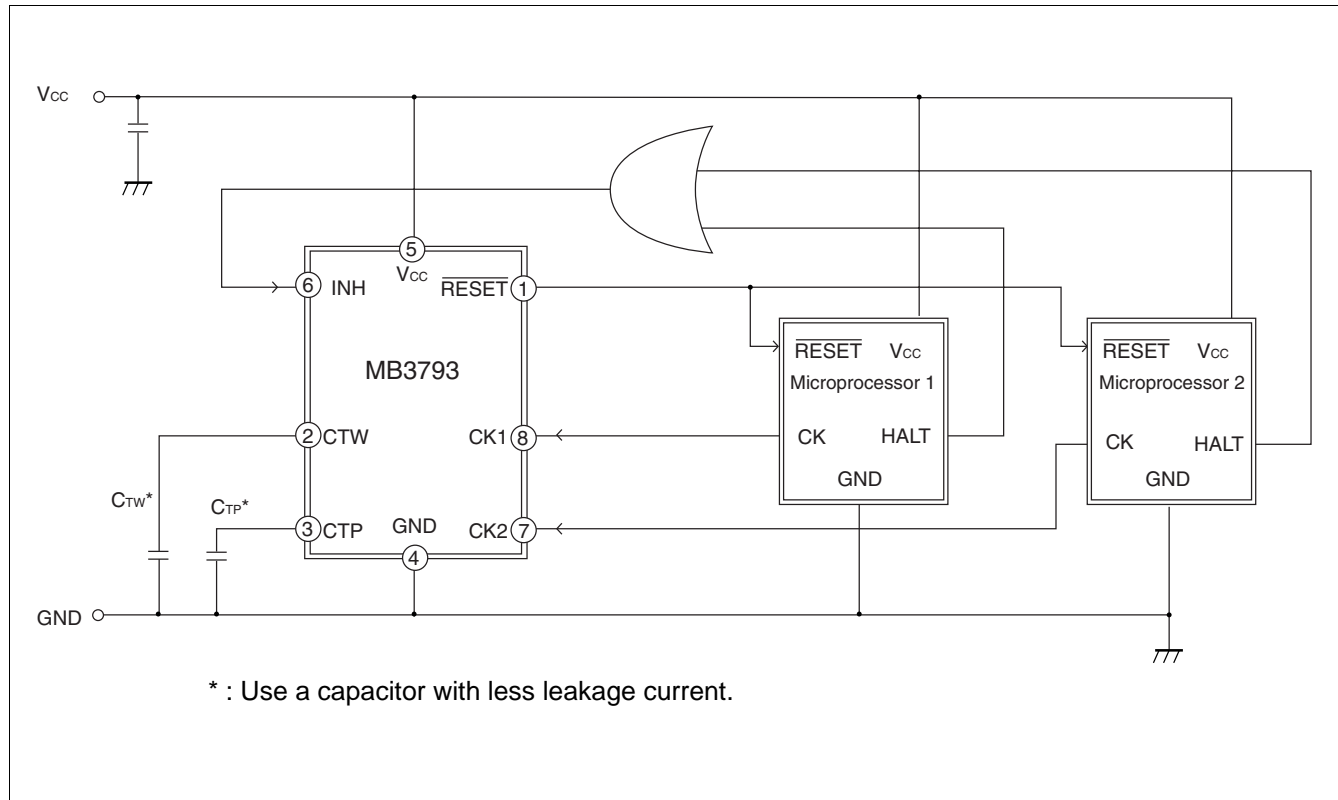 VCC
5
VCC
6 INH
RESET 1
MB3793
2 CTW
CK1 8
CTW*
CTP*
3 CTP
GND
CK2 7
4
GND
RESET VCC
Microprocessor 1
CK HALT
GND
RESET VCC
Microprocessor 2
CK HALT
GND
* : Use a capacitor with less leakage current.